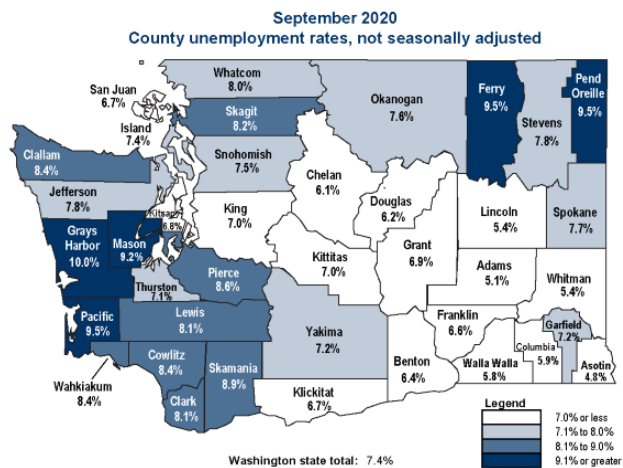 September 2020
County unemployment rates, not seasonally adjusted
San Juan
6.7%
Island
7.4%
Whatcom
8.0%
Skagit
8.2%
Okanogan
7.6%
Ferry
9.5%
Stevens
7.8%
Pend
Oreille
9.5%
Clallam
8.4%
Jefferson
7.8%
Snohomish
7.5%
Chelan
6.1%
Douglas
6.2%
Lincoln
5.4%
Spokane
7.7%
Grays
Harbor
10.0%
Mason
9.2%
Kitsap
6.8%
King
7.0%
Kittitas
7.0%
Grant
6.9%
Adams
5.1%
Whitman
5.4%
Thurston
7.1%
Pierce
8.6%
Pacific
9.5%
Lewis
8.1%
Yakima
7.2%
Franklin
6.6%
Garfield
7.2%
Columbia
5.9%
Walla Walla
5.8%
Asotin
4.8%
Benton
6.4%
Wahkiakum
8.4%
Cowlitz
8.4%
Skamania
8.9%
Clark
8.1%
Klickitat
6.7%
Legend
7.0% or less
7.1% to 8.0%
8.1% to 9.0%
9.1% or greater
Washington state total: 7.4%